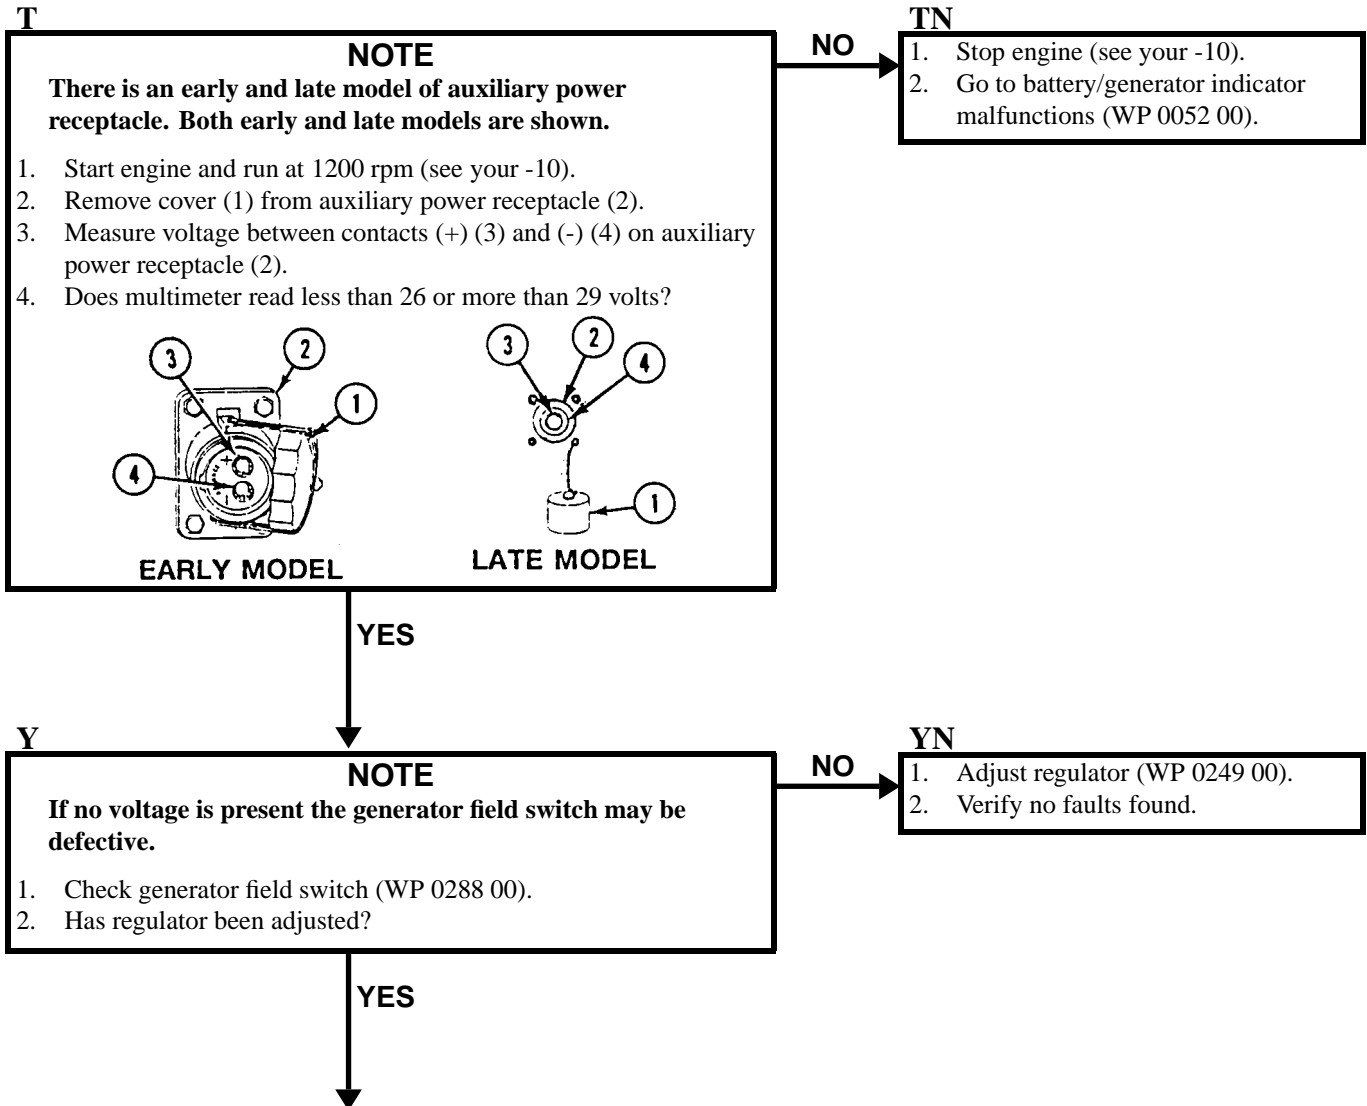 T
NOTE
There is an early and late model of auxiliary power
receptacle. Both early and late models are shown.
1. Start engine and run at 1200 rpm (see your -10).
2. Remove cover (1) from auxiliary power receptacle (2).
3. Measure voltage between contacts (+) (3) and (-) (4) on auxiliary
power receptacle (2).
4. Does multimeter read less than 26 or more than 29 volts?
3
2
1
4
EARLY MODEL
3
2
4
1
LATE MODEL
NO
TN
1. Stop engine (see your -10).
2. Go to battery/generator indicator
malfunctions (WP 0052 00).
YES
Y
NOTE
If no voltage is present the generator field switch may be
defective.
1. Check generator field switch (WP 0288 00).
2. Has regulator been adjusted?
NO
YN
1. Adjust regulator (WP 0249 00).
2. Verify no faults found.
YES